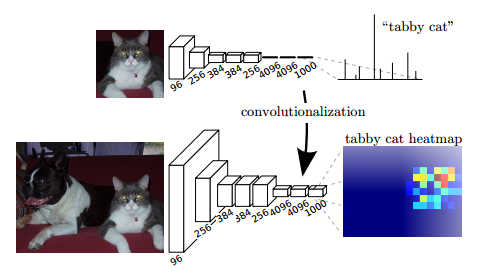 "tabby cat"
96 256 384 384 256 4096 4096 1000
convolutionalization
tabby cat heatmap
96 256 384 384 256 4096 4096 1000